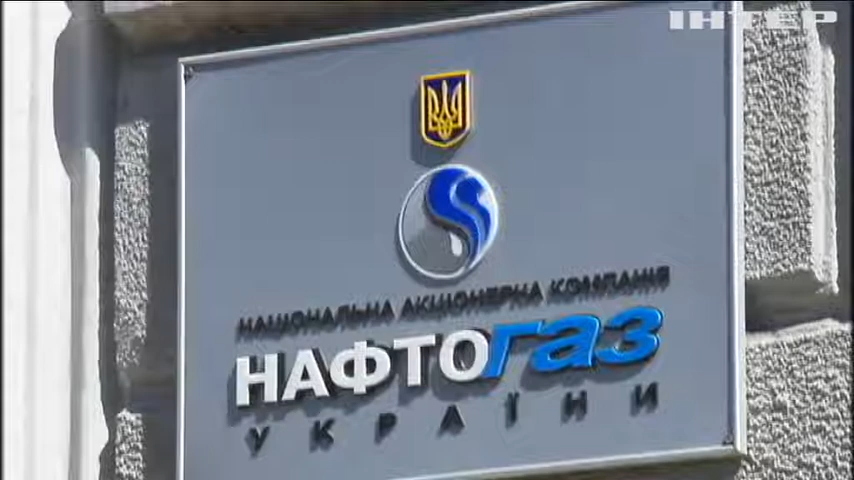 ІНТЕР
НАЦІОНАЛЬНА АКЦІОНЕРНА КОМПАНІЯ
НАФТОГАЗ
УКРАЇНИ